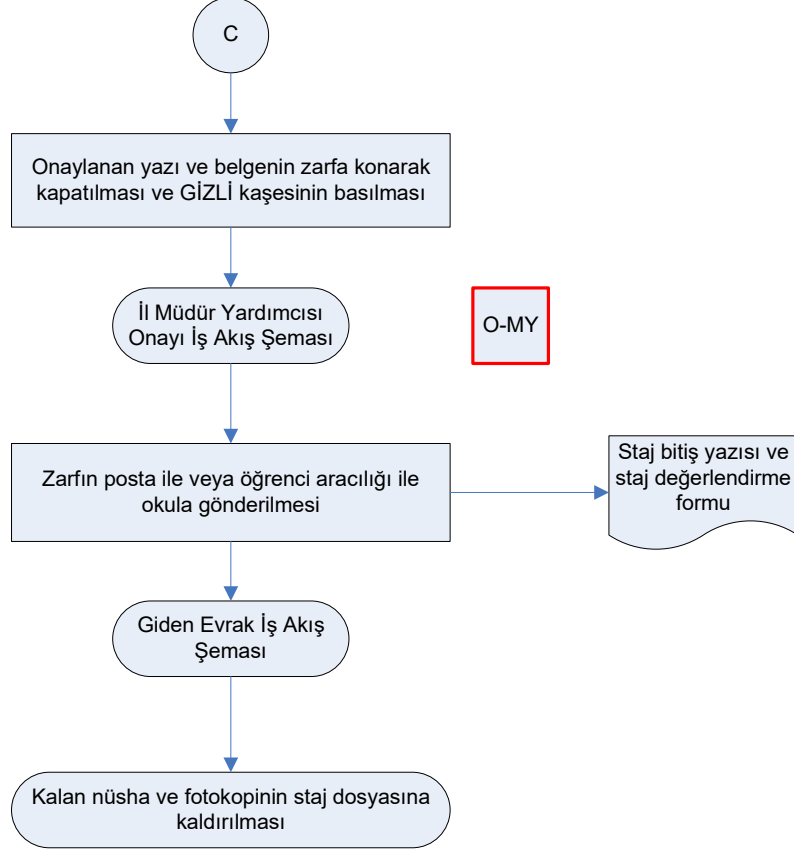 C
Onaylanan yazı ve belgenin zarfa konarak
kapatılması ve GİZLİ kaşesinin basılması
İl Müdür Yardımcısı
Onayı İş Akış Şeması
O-MY
Zarfın posta ile veya öğrenci aracılığı ile
okula gönderilmesi
Staj bitiş yazısı ve
staj değerlendirme
formu
Giden Evrak İş Akış
Şeması
Kalan nüsha ve fotokopinin staj dosyasına
kaldırılması